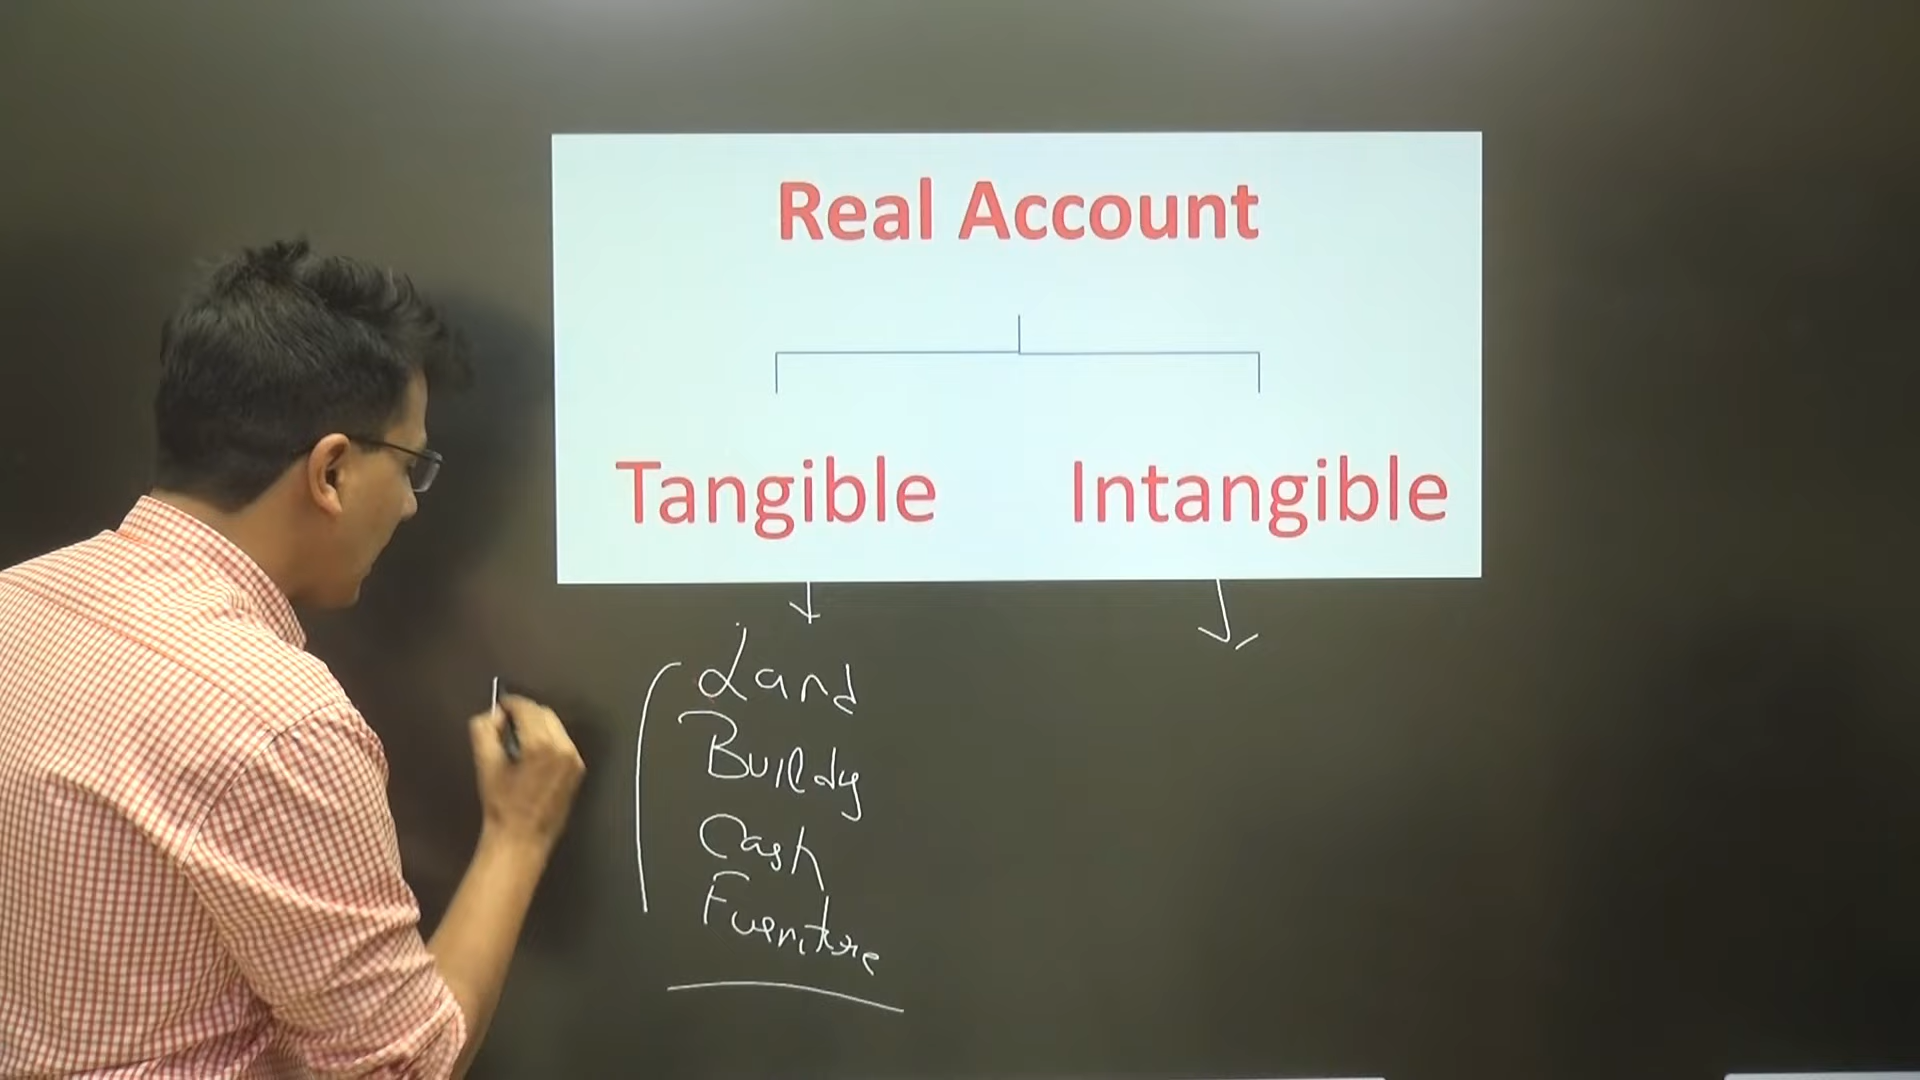 Real Account
Tangible Intangible
Land
Buildg
Cash
Furniture